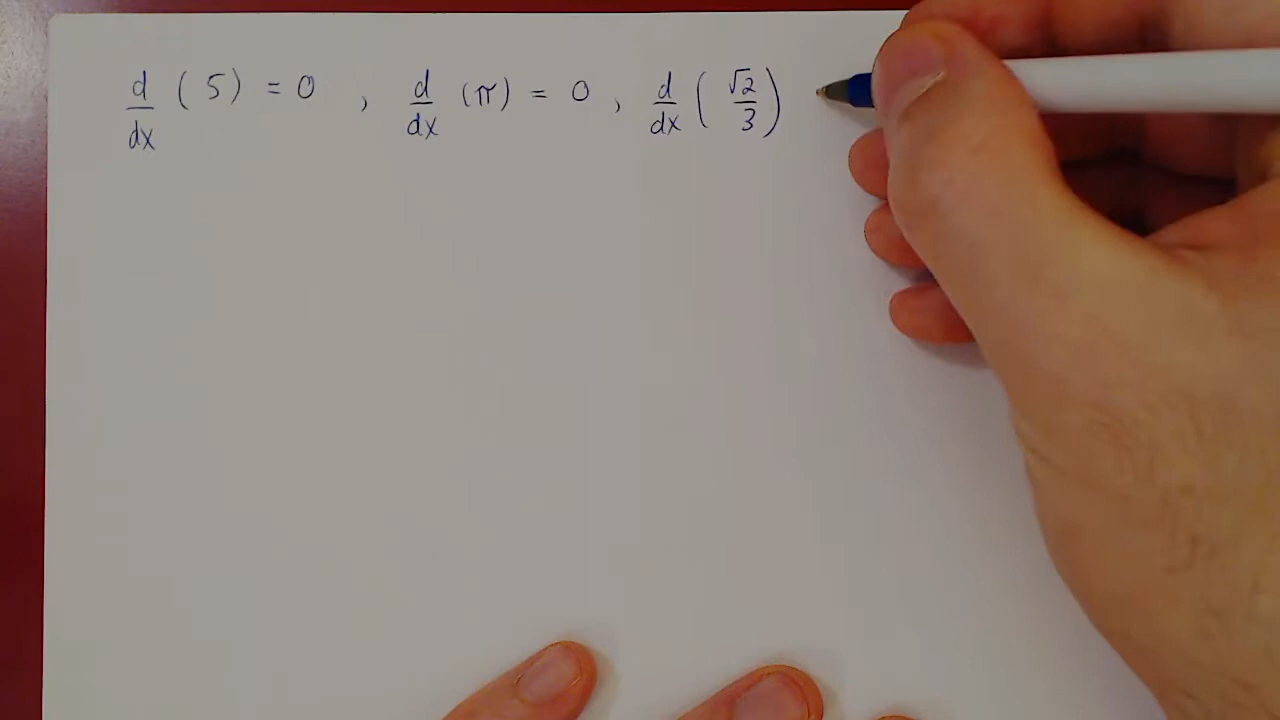 d/dx (5) = 0 , d/dx (π) = 0 , d/dx (√2/3)